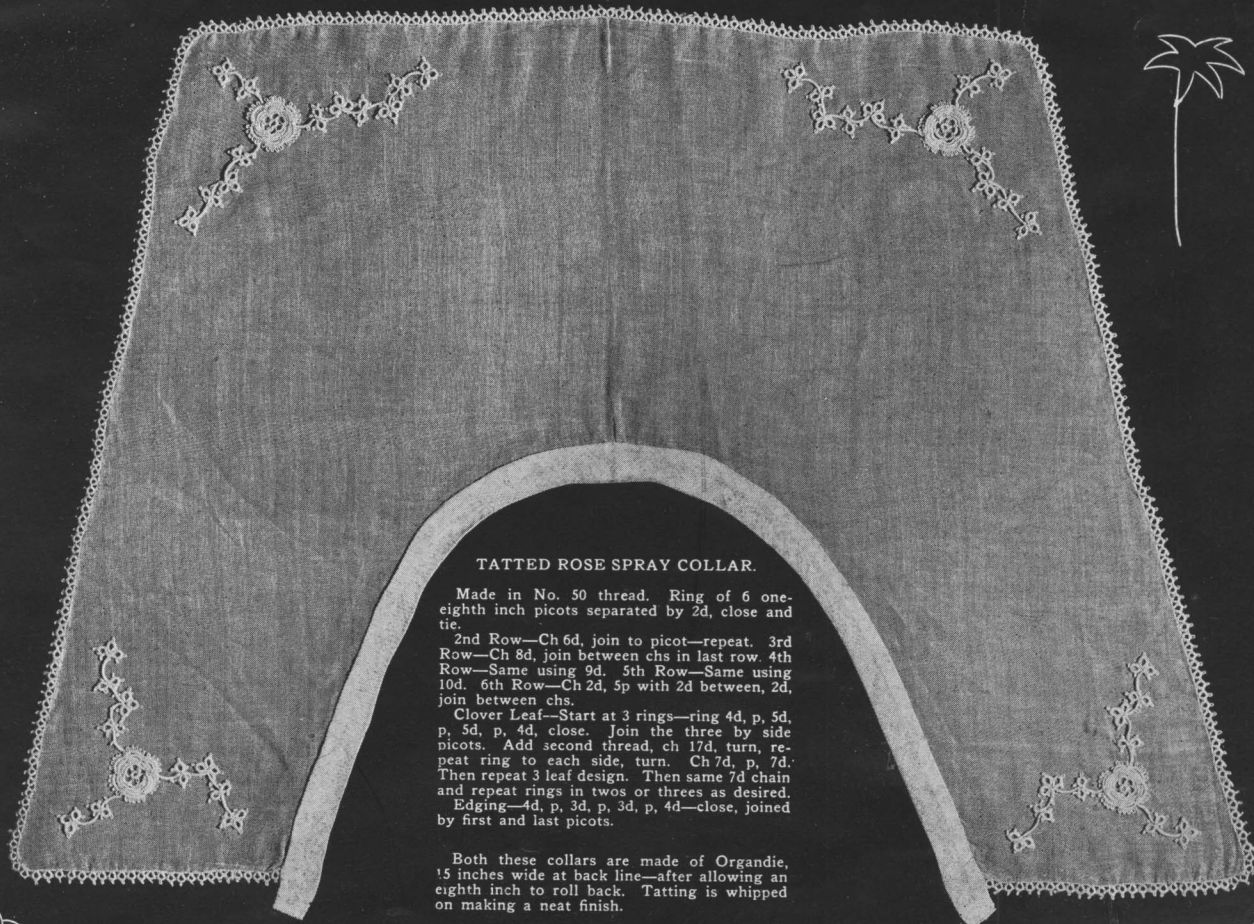 TATTED ROSE SPRAY COLLAR.
Made in No. 50 thread. Ring of 6 one-
eighth inch picots separated by 2d, close and
tie.
2nd Row—Ch 6d, join to picot—repeat. 3rd
Row—Ch 8d, join between chs in last row. 4th
Row—Same using 9d. 5th Row—Same using
10d. 6th Row—Ch 2d, 5p with 2d between, 2d,
join between chs.
Clover Leaf--Start at 3 rings—ring 4d, p, 5d,
p, 5d, p, 4d, close. Join the three by side
picots. Add second thread, ch 17d, turn, re-
peat ring to each side, turn. Ch 7d, p, 7d.
Then repeat 3 leaf design. Then same 7d chain
and repeat rings in twos or threes as desired.
Edging—4d, p, 3d, p, 3d, p, 4d—close, joined
by first and last picots.
Both these collars are made of Organdie,
15 inches wide at back line—after allowing an
eighth inch to roll back. Tatting is whipped
on making a neat finish.